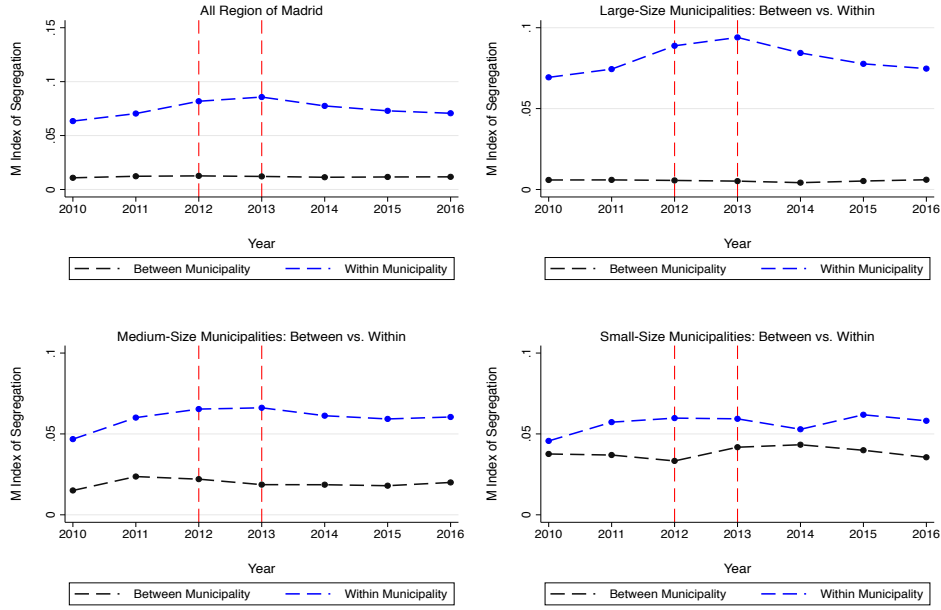 All Region of Madrid
M Index of Segregation
.15
.1
.05
0
2010 2011 2012 2013 2014 2015 2016
Year
Between Municipality Within Municipality
Large-Size Municipalities: Between vs. Within
M Index of Segregation
.1
.05
0
2010 2011 2012 2013 2014 2015 2016
Year
Between Municipality Within Municipality
Medium-Size Municipalities: Between vs. Within
M Index of Segregation
.1
.05
0
2010 2011 2012 2013 2014 2015 2016
Year
Between Municipality Within Municipality
Small-Size Municipalities: Between vs. Within
M Index of Segregation
.1
.05
0
2010 2011 2012 2013 2014 2015 2016
Year
Between Municipality Within Municipality